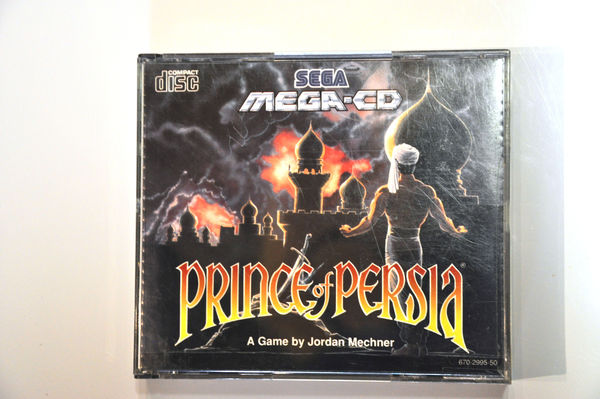 COMPACT
disc
SEGA
MEGA-CD
PRINCE of PERSIA®
A Game by Jordan Mechner
670-2995-50